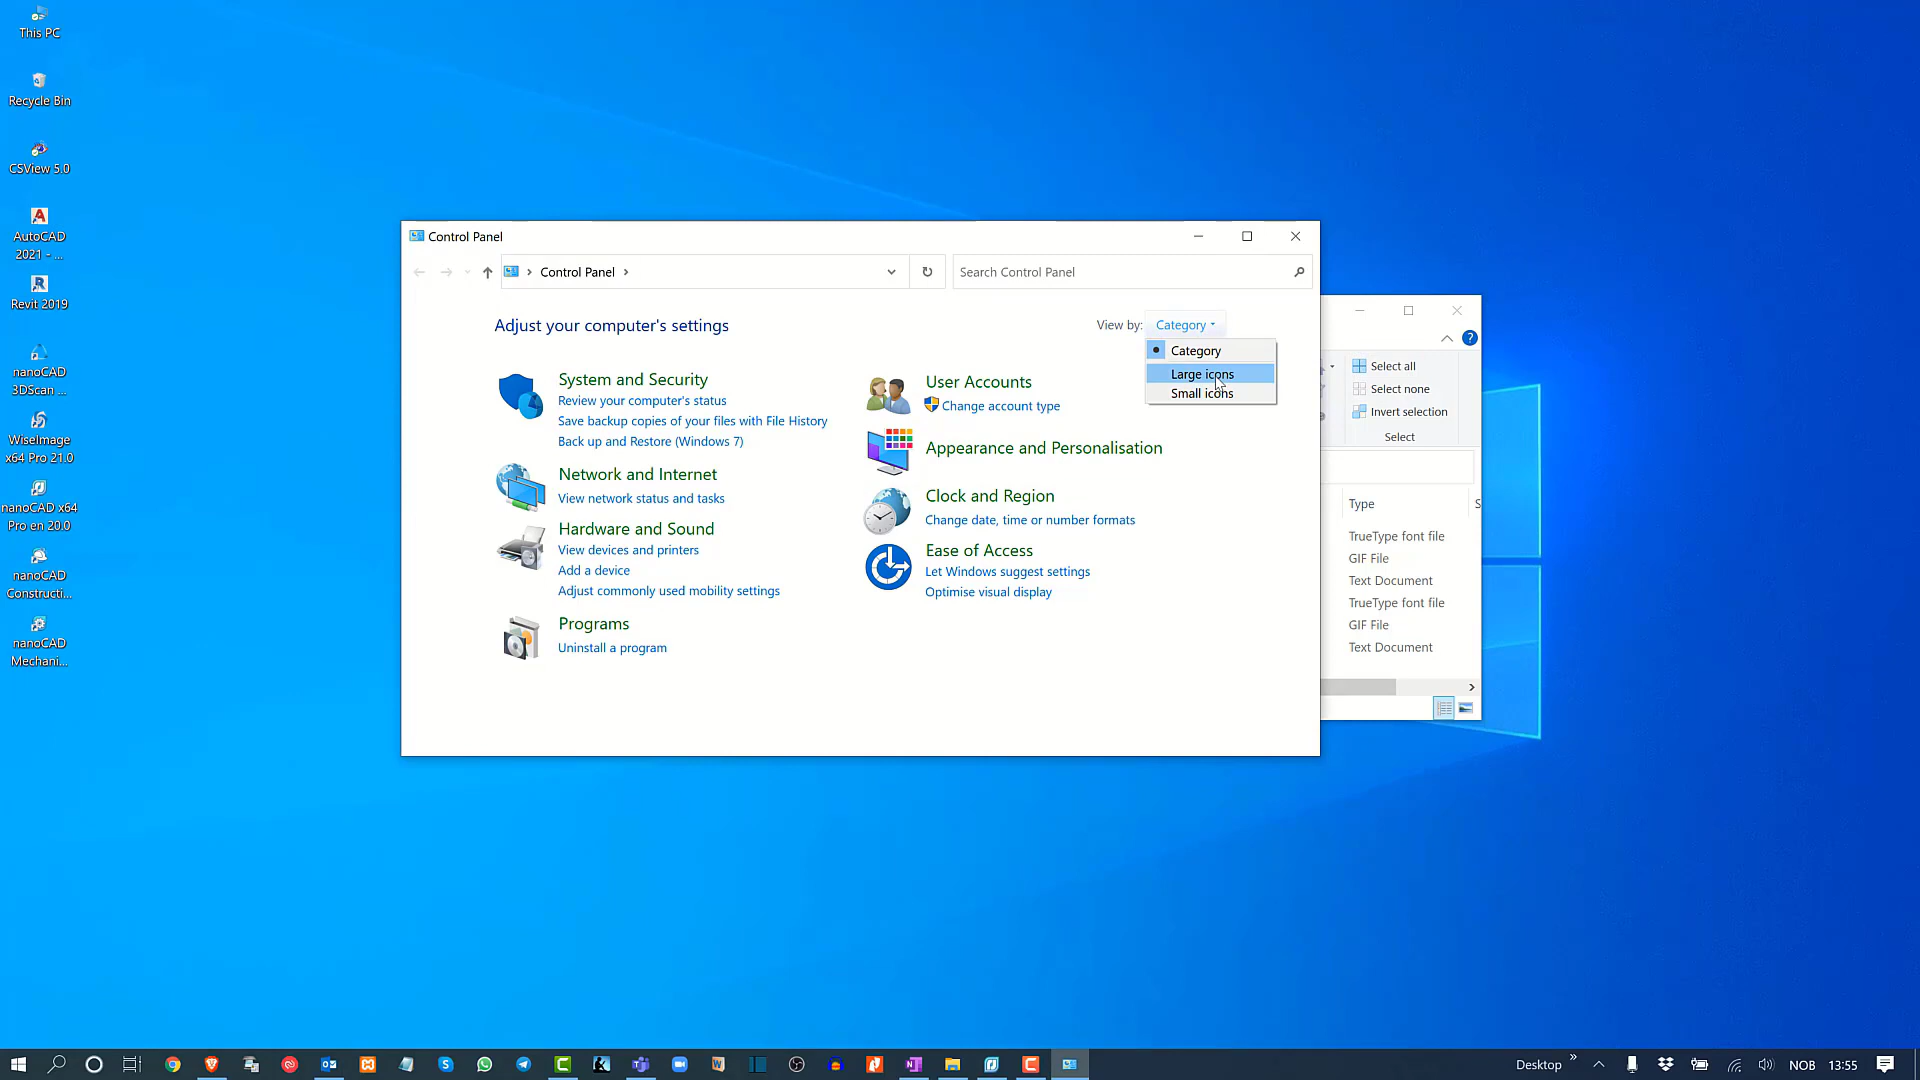 This PC
Recycle Bin
CSView 5.0
AutoCAD
2021 - ...
Revit 2019
nanoCAD
3DScan ...
WiseImage
x64 Pro 21.0
nanoCAD x64
Pro en 20.0
nanoCAD
Constructi...
nanoCAD
Mechani...
Control Panel
Control Panel
Search Control Panel
Adjust your computer's settings
View by: Category
Category
Large icons
Small icons
System and Security
Review your computer's status
Save backup copies of your files with File History
Back up and Restore (Windows 7)
Network and Internet
View network status and tasks
Hardware and Sound
View devices and printers
Add a device
Adjust commonly used mobility settings
Programs
Uninstall a program
User Accounts
Change account type
Appearance and Personalisation
Clock and Region
Change date, time or number formats
Ease of Access
Let Windows suggest settings
Optimise visual display
Select all
Select none
Invert selection
Select
Type
S
TrueType font file
GIF File
Text Document
TrueType font file
GIF File
Text Document
Desktop
NOB
13:55